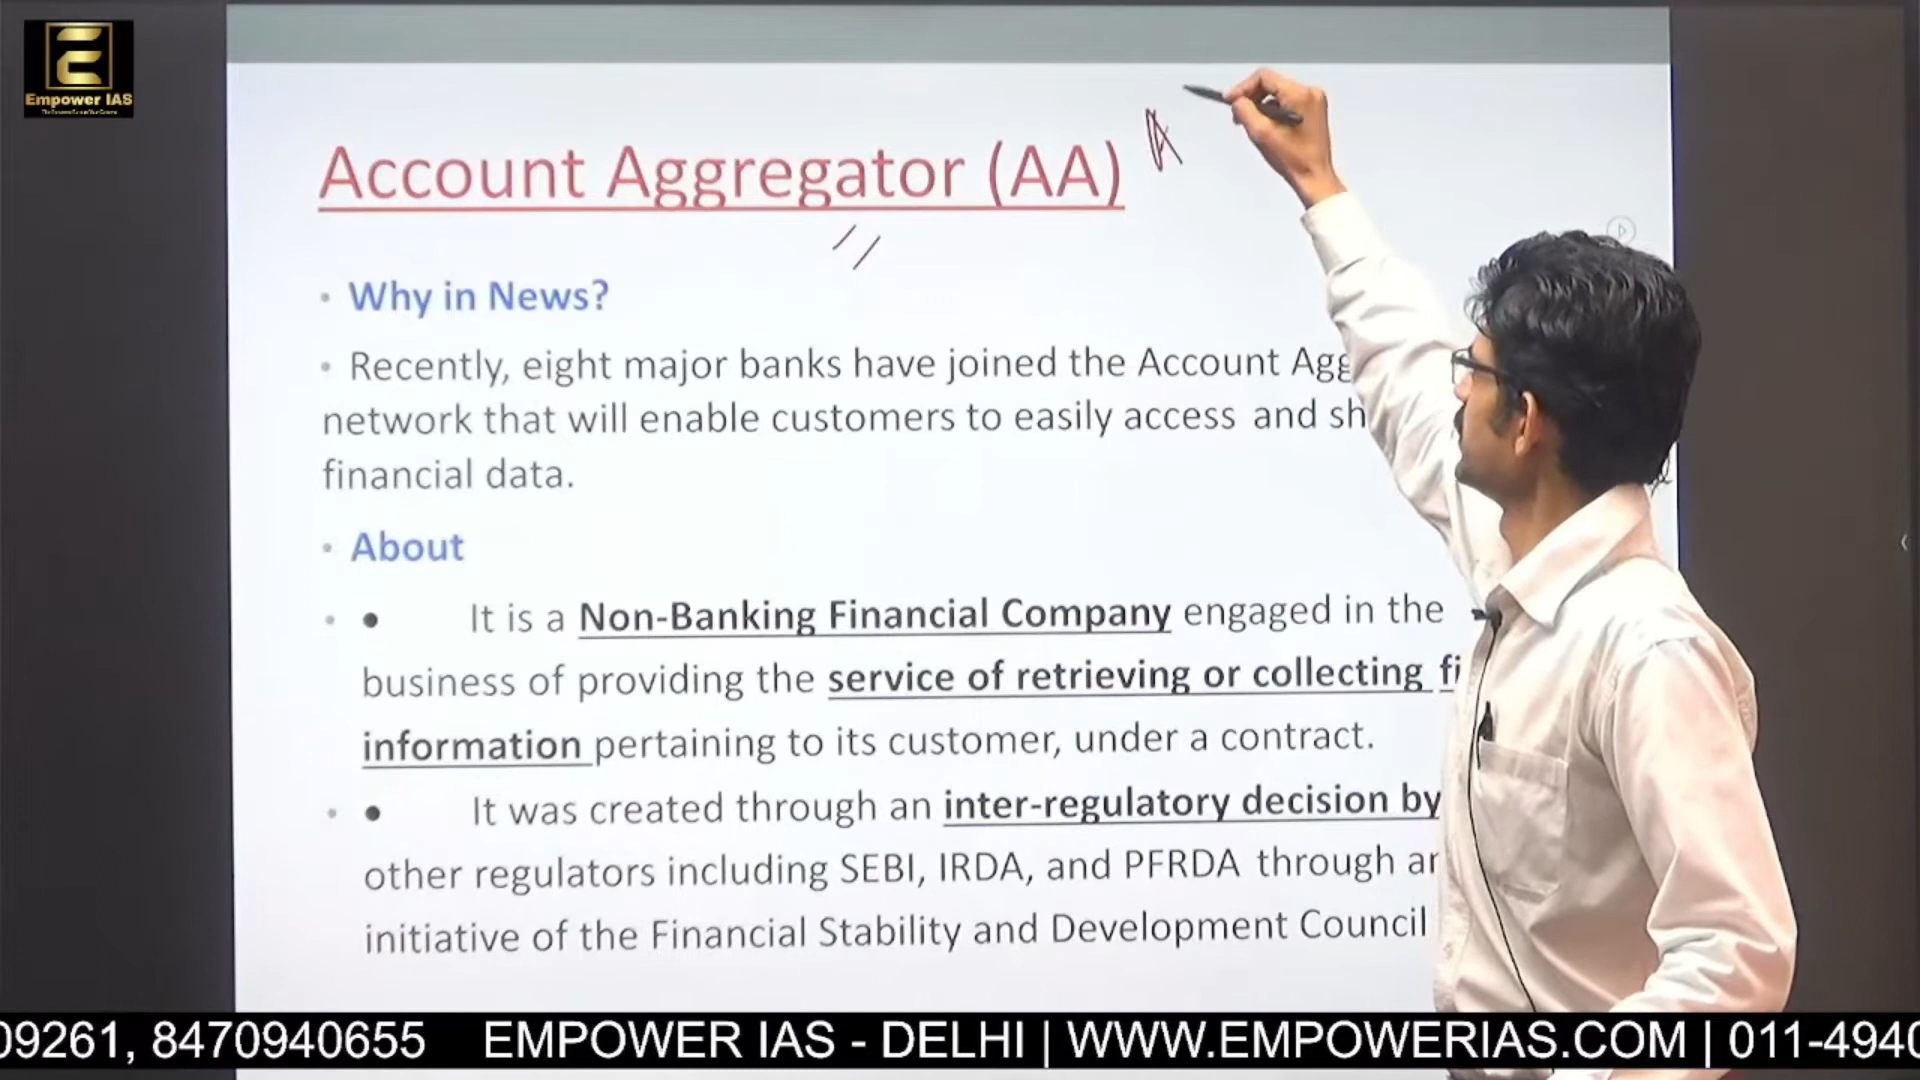 Empower IAS
Account Aggregator (AA) A
Why in News?
Recently, eight major banks have joined the Account Agg
network that will enable customers to easily access and sh
financial data.
About
It is a Non-Banking Financial Company engaged in the
business of providing the service of retrieving or collecting fi
information pertaining to its customer, under a contract.
It was created through an inter-regulatory decision by
other regulators including SEBI, IRDA, and PFRDA through an
initiative of the Financial Stability and Development Council
09261, 8470940655 EMPOWER IAS - DELHI | WWW.EMPOWERIAS.COM | 011-4940